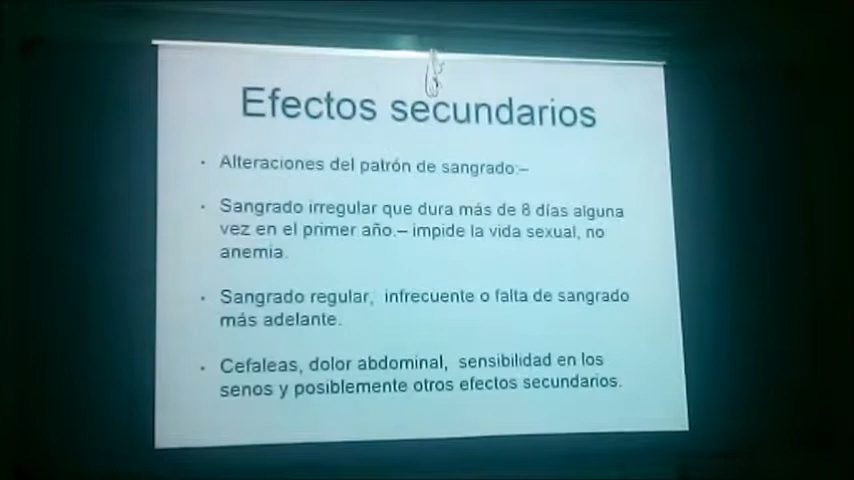 Efectos secundarios
• Alteraciones del patrón de sangrado:–
• Sangrado irregular que dura más de 8 días alguna
vez en el primer año.– impide la vida sexual, no
anemia.
• Sangrado regular, infrecuente o falta de sangrado
más adelante.
• Cefaleas, dolor abdominal, sensibilidad en los
senos y posiblemente otros efectos secundarios.